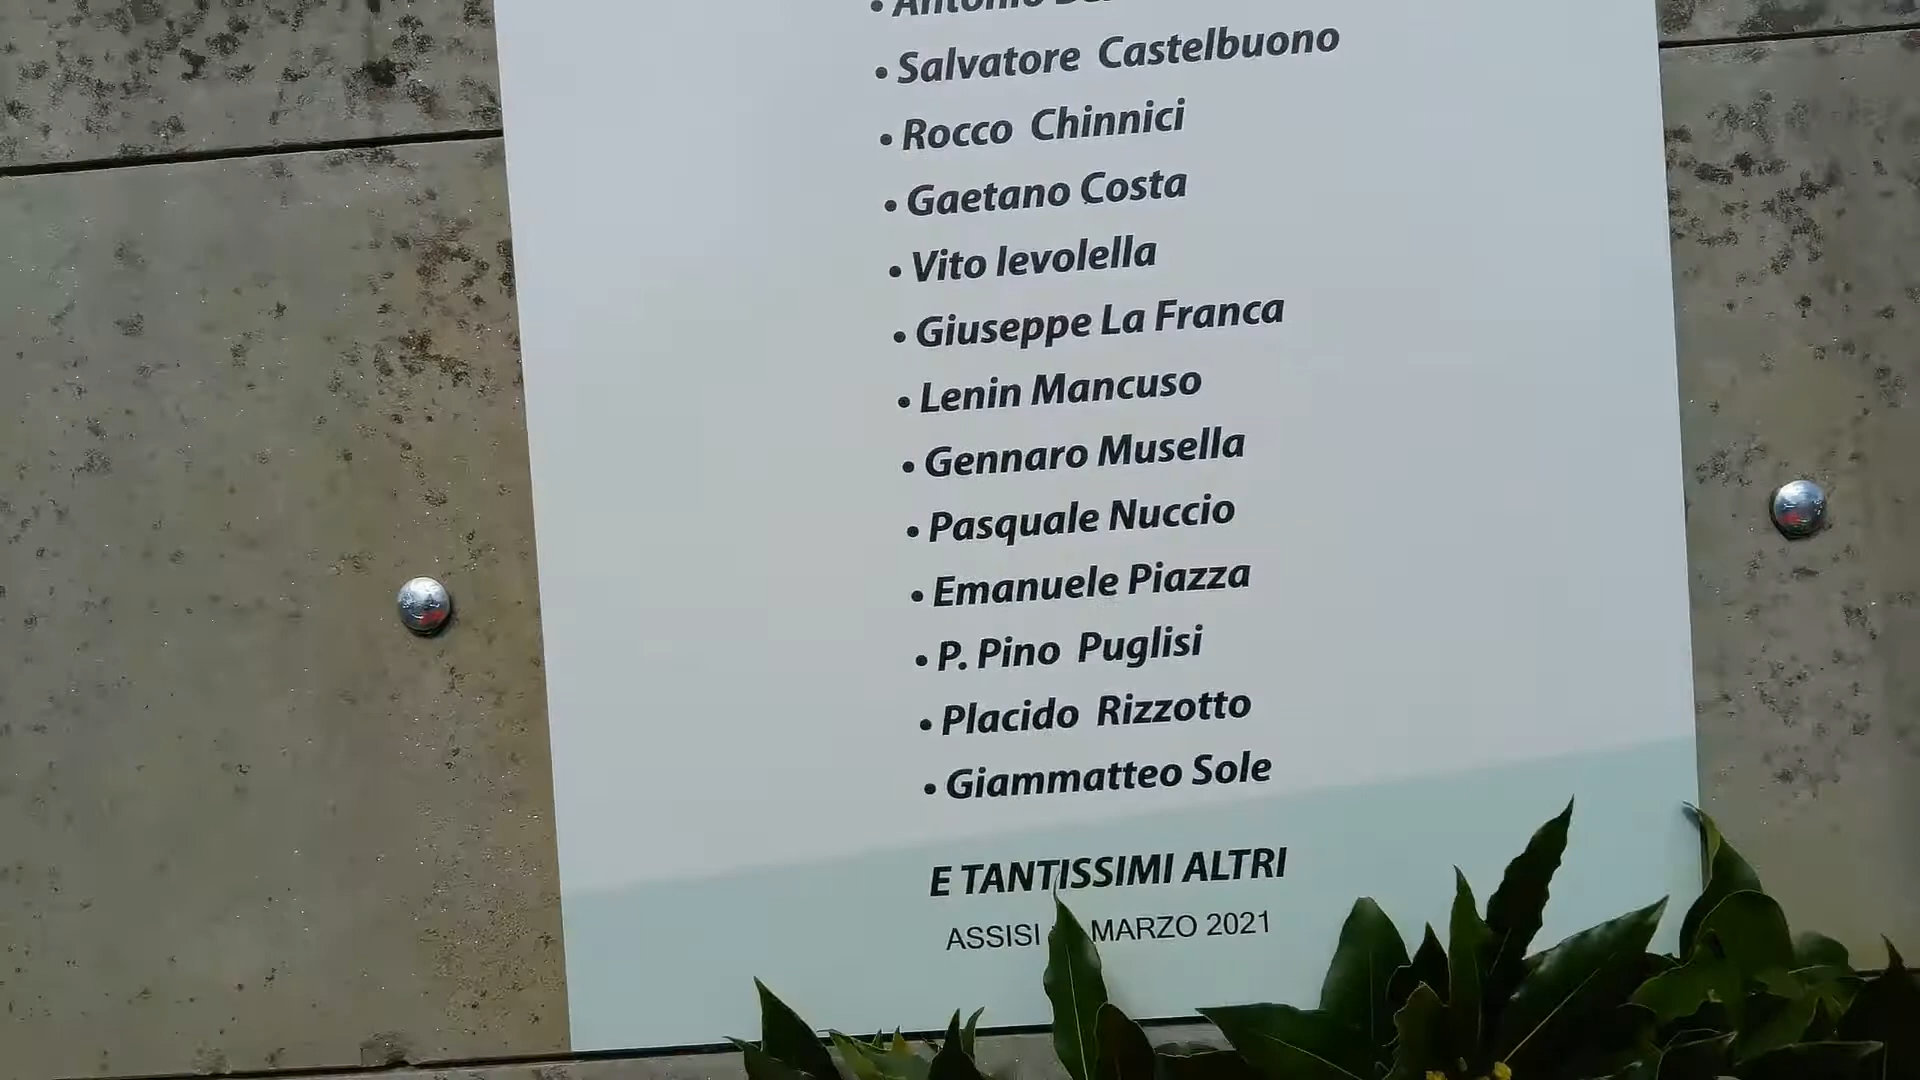 • Antonio
• Salvatore Castelbuono
• Rocco Chinnici
• Gaetano Costa
• Vito Ievolella
• Giuseppe La Franca
• Lenin Mancuso
• Gennaro Musella
• Pasquale Nuccio
• Emanuele Piazza
• P. Pino Puglisi
• Placido Rizzotto
• Giammatteo Sole
E TANTISSIMI ALTRI
ASSISI MARZO 2021